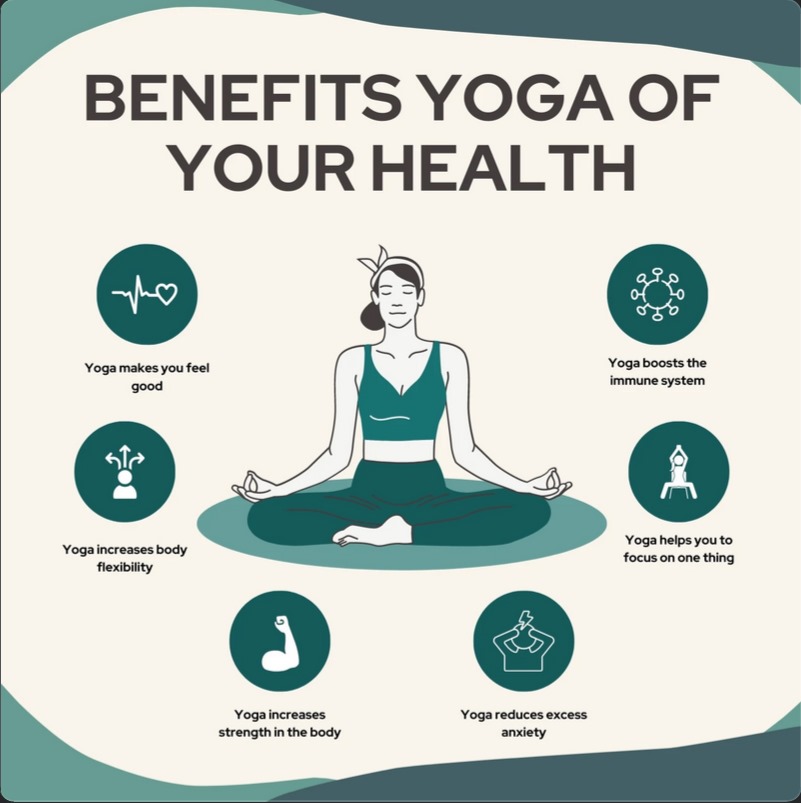 BENEFITS YOGA OF
YOUR HEALTH
Yoga makes you feel
good
Yoga boosts the
immune system
Yoga increases body
flexibility
Yoga helps you to
focus on one thing
Yoga increases
strength in the body
Yoga reduces excess
anxiety